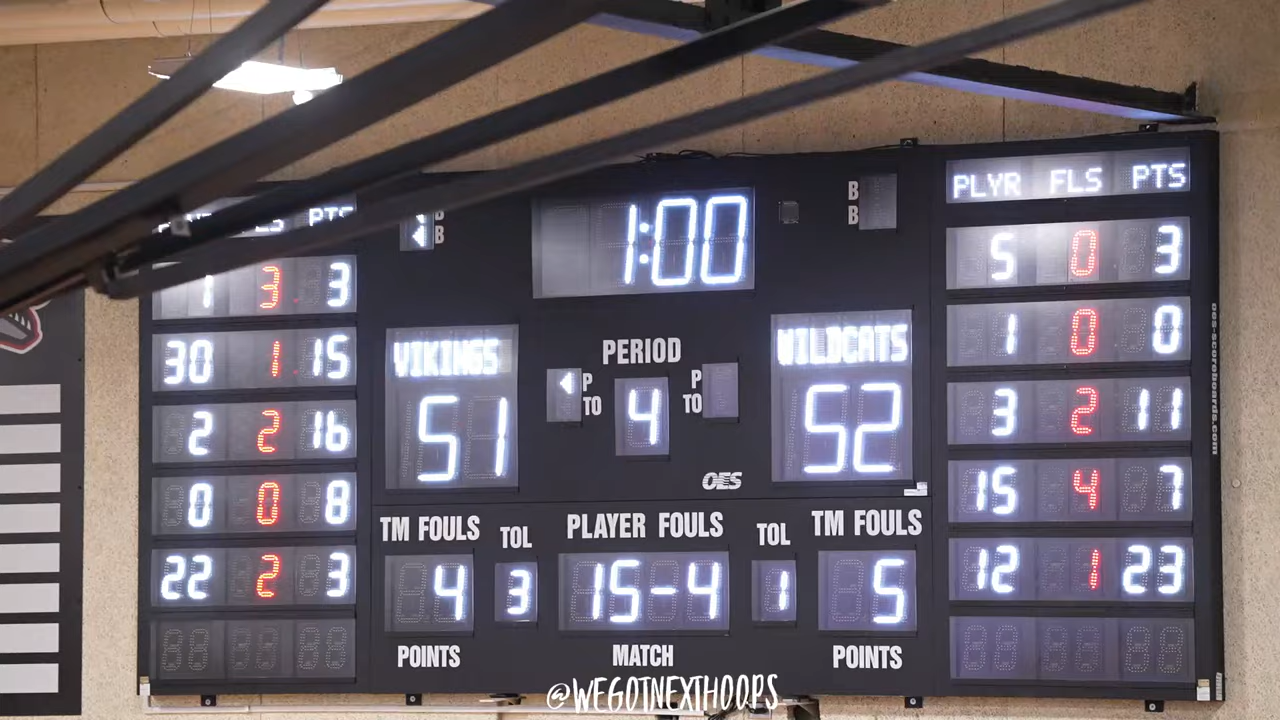 PTS
PLYR FLS PTS
1:00
B
B
B
B
1 3 3
5 0 3
30 1 15
1 0 0
VIKINGS
PERIOD
WILDCATS
51
P
TO
4
P
TO
52
2 2 16
3 2 11
0 0 8
15 4 7
OES
TM FOULS
TOL
PLAYER FOULS
TOL
TM FOULS
22 2 3
4
3
15-4
1
5
12 1 23
POINTS
MATCH
POINTS
oes-scoreboards.com
@WEGOTNEXTHOOPS